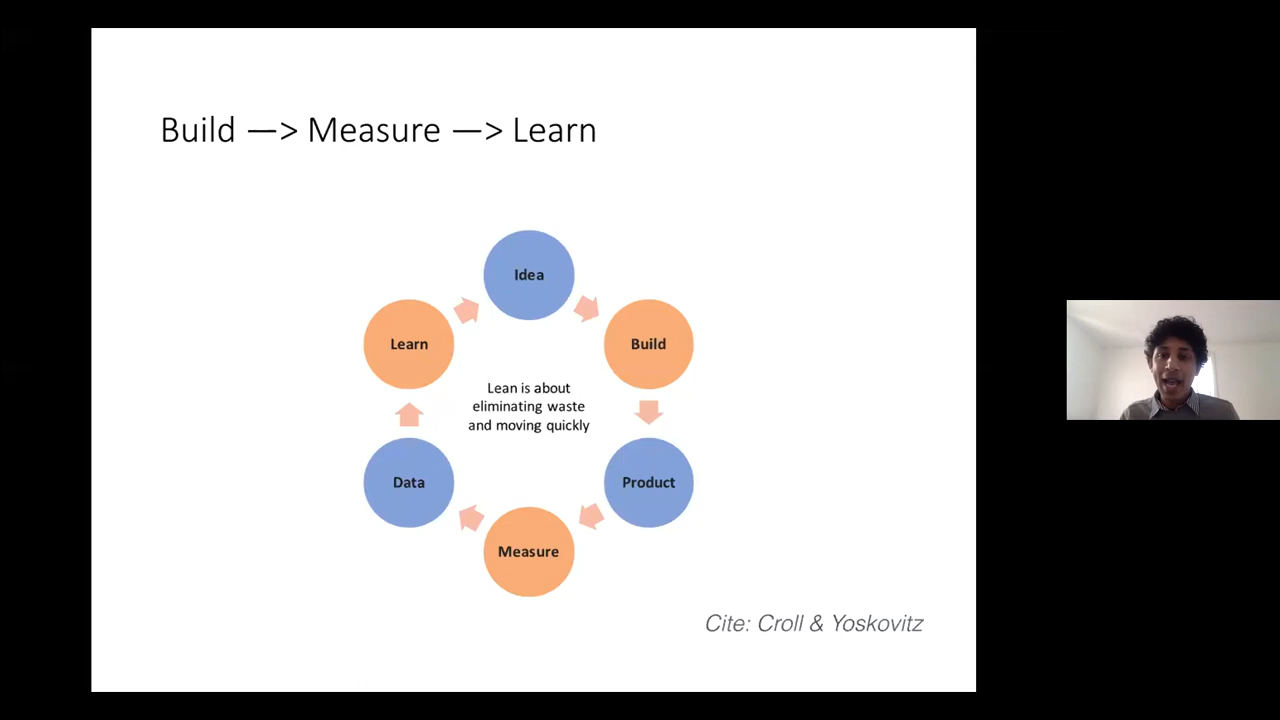 Build —> Measure —> Learn
Idea
Learn
Build
Lean is about
eliminating waste
and moving quickly
Data
Product
Measure
Cite: Croll & Yoskovitz